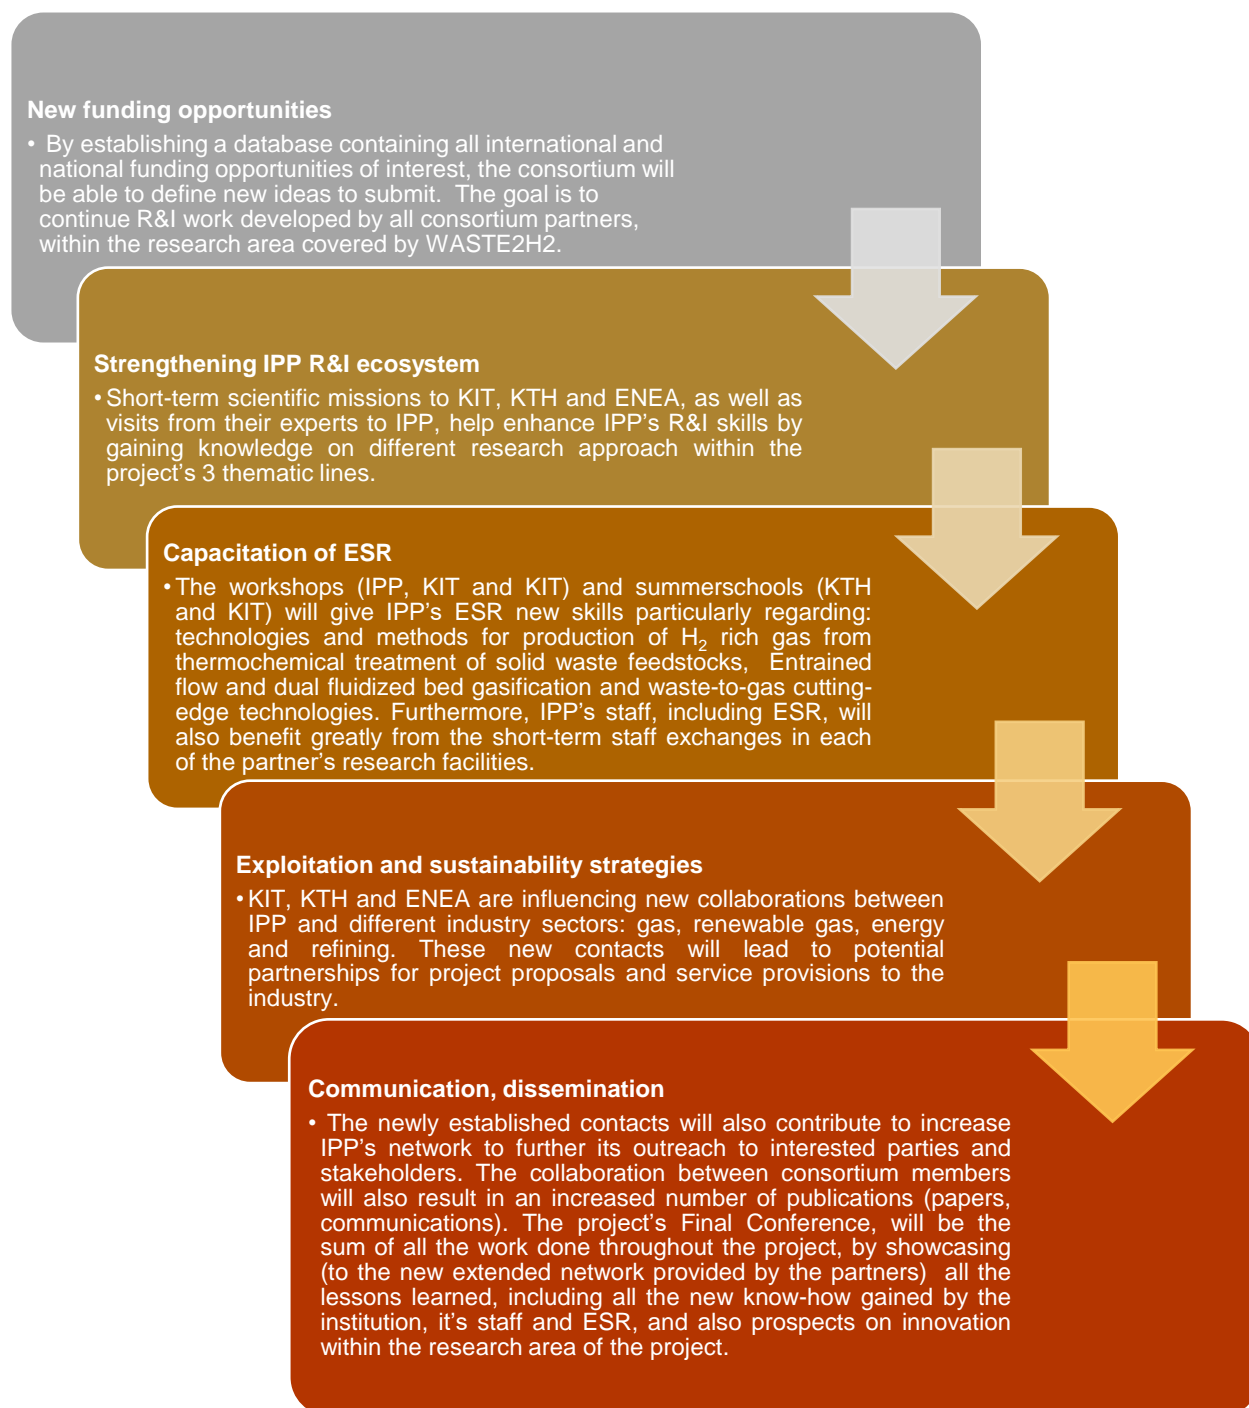 New funding opportunities
• By establishing a database containing all international and
national funding opportunities of interest, the consortium will
be able to define new ideas to submit. The goal is to
continue R&I work developed by all consortium partners,
within the research area covered by WASTE2H2.
Strengthening IPP R&I ecosystem
• Short-term scientific missions to KIT, KTH and ENEA, as well as
visits from their experts to IPP, help enhance IPP's R&I skills by
gaining knowledge on different research approach within the
project's 3 thematic lines.
Capacitation of ESR
• The workshops (IPP, KIT and KIT) and summerschools (KTH
and KIT) will give IPP's ESR new skills particularly regarding:
technologies and methods for production of H₂ rich gas from
thermochemical treatment of solid waste feedstocks, Entrained
flow and dual fluidized bed gasification and waste-to-gas cutting-
edge technologies. Furthermore, IPP's staff, including ESR, will
also benefit greatly from the short-term staff exchanges in each
of the partner's research facilities.
Exploitation and sustainability strategies
• KIT, KTH and ENEA are influencing new collaborations between
IPP and different industry sectors: gas, renewable gas, energy
and refining. These new contacts will lead to potential
partnerships for project proposals and service provisions to the
industry.
Communication, dissemination
• The newly established contacts will also contribute to increase
IPP's network to further its outreach to interested parties and
stakeholders. The collaboration between consortium members
will also result in an increased number of publications (papers,
communications). The project's Final Conference, will be the
sum of all the work done throughout the project, by showcasing
(to the new extended network provided by the partners) all the
lessons learned, including all the new know-how gained by the
institution, it's staff and ESR, and also prospects on innovation
within the research area of the project.